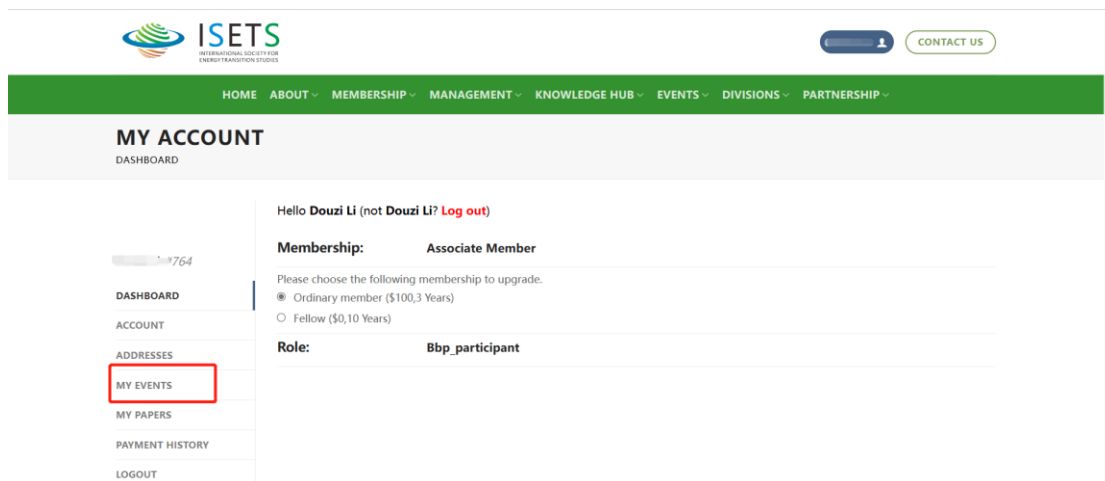 ISETS
INTERNATIONAL SOCIETY FOR
ENERGY TRANSITION STUDIES
CONTACT US
HOME ABOUT MEMBERSHIP MANAGEMENT KNOWLEDGE HUB EVENTS DIVISIONS PARTNERSHIP
MY ACCOUNT
DASHBOARD
Hello Douzi Li (not Douzi Li? Log out)
Membership: Associate Member
764
Please choose the following membership to upgrade.
DASHBOARD
Ordinary member ($100,3 Years)
Fellow ($0,10 Years)
ACCOUNT
Role: Bbp_participant
ADDRESSES
MY EVENTS
MY PAPERS
PAYMENT HISTORY
LOGOUT